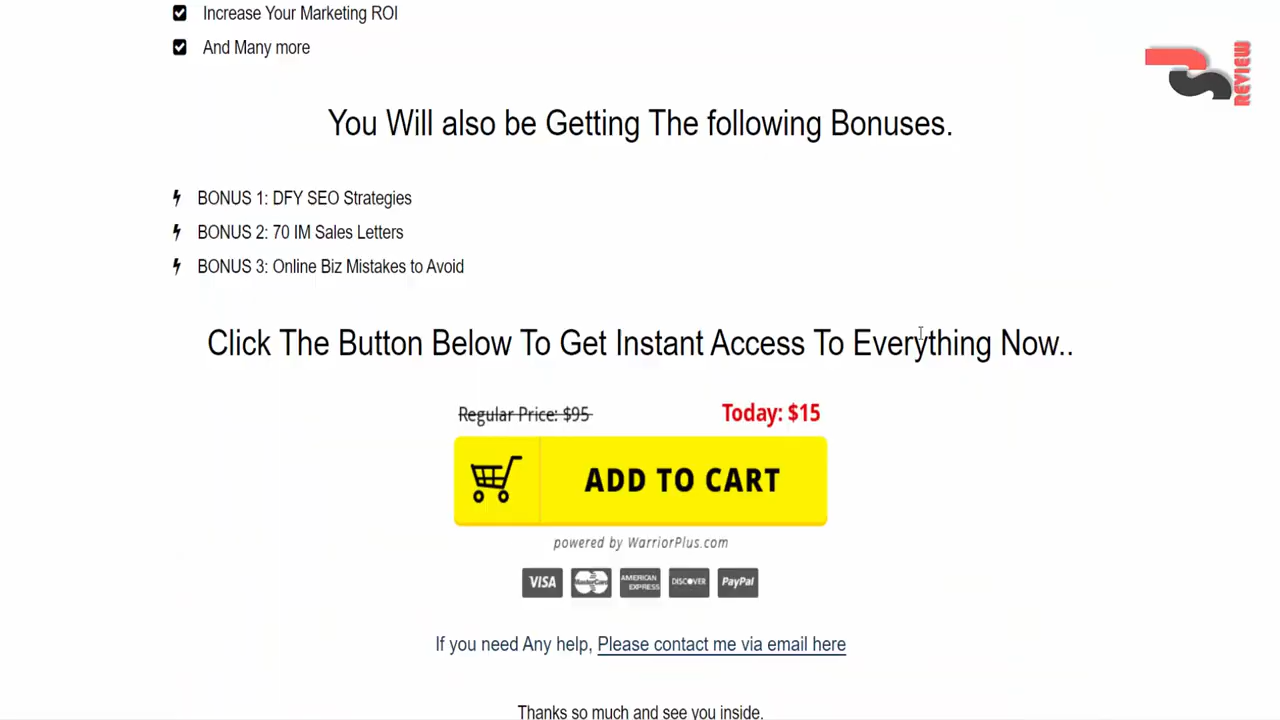 Increase Your Marketing ROI
And Many more
REVIEW
You Will also be Getting The following Bonuses.
BONUS 1: DFY SEO Strategies
BONUS 2: 70 IM Sales Letters
BONUS 3: Online Biz Mistakes to Avoid
Click The Button Below To Get Instant Access To Everything Now..
Regular Price: $95 Today: $15
ADD TO CART
powered by WarriorPlus.com
VISA MasterCard AMERICAN EXPRESS DISCOVER PayPal
If you need Any help, Please contact me via email here
Thanks so much and see you inside.